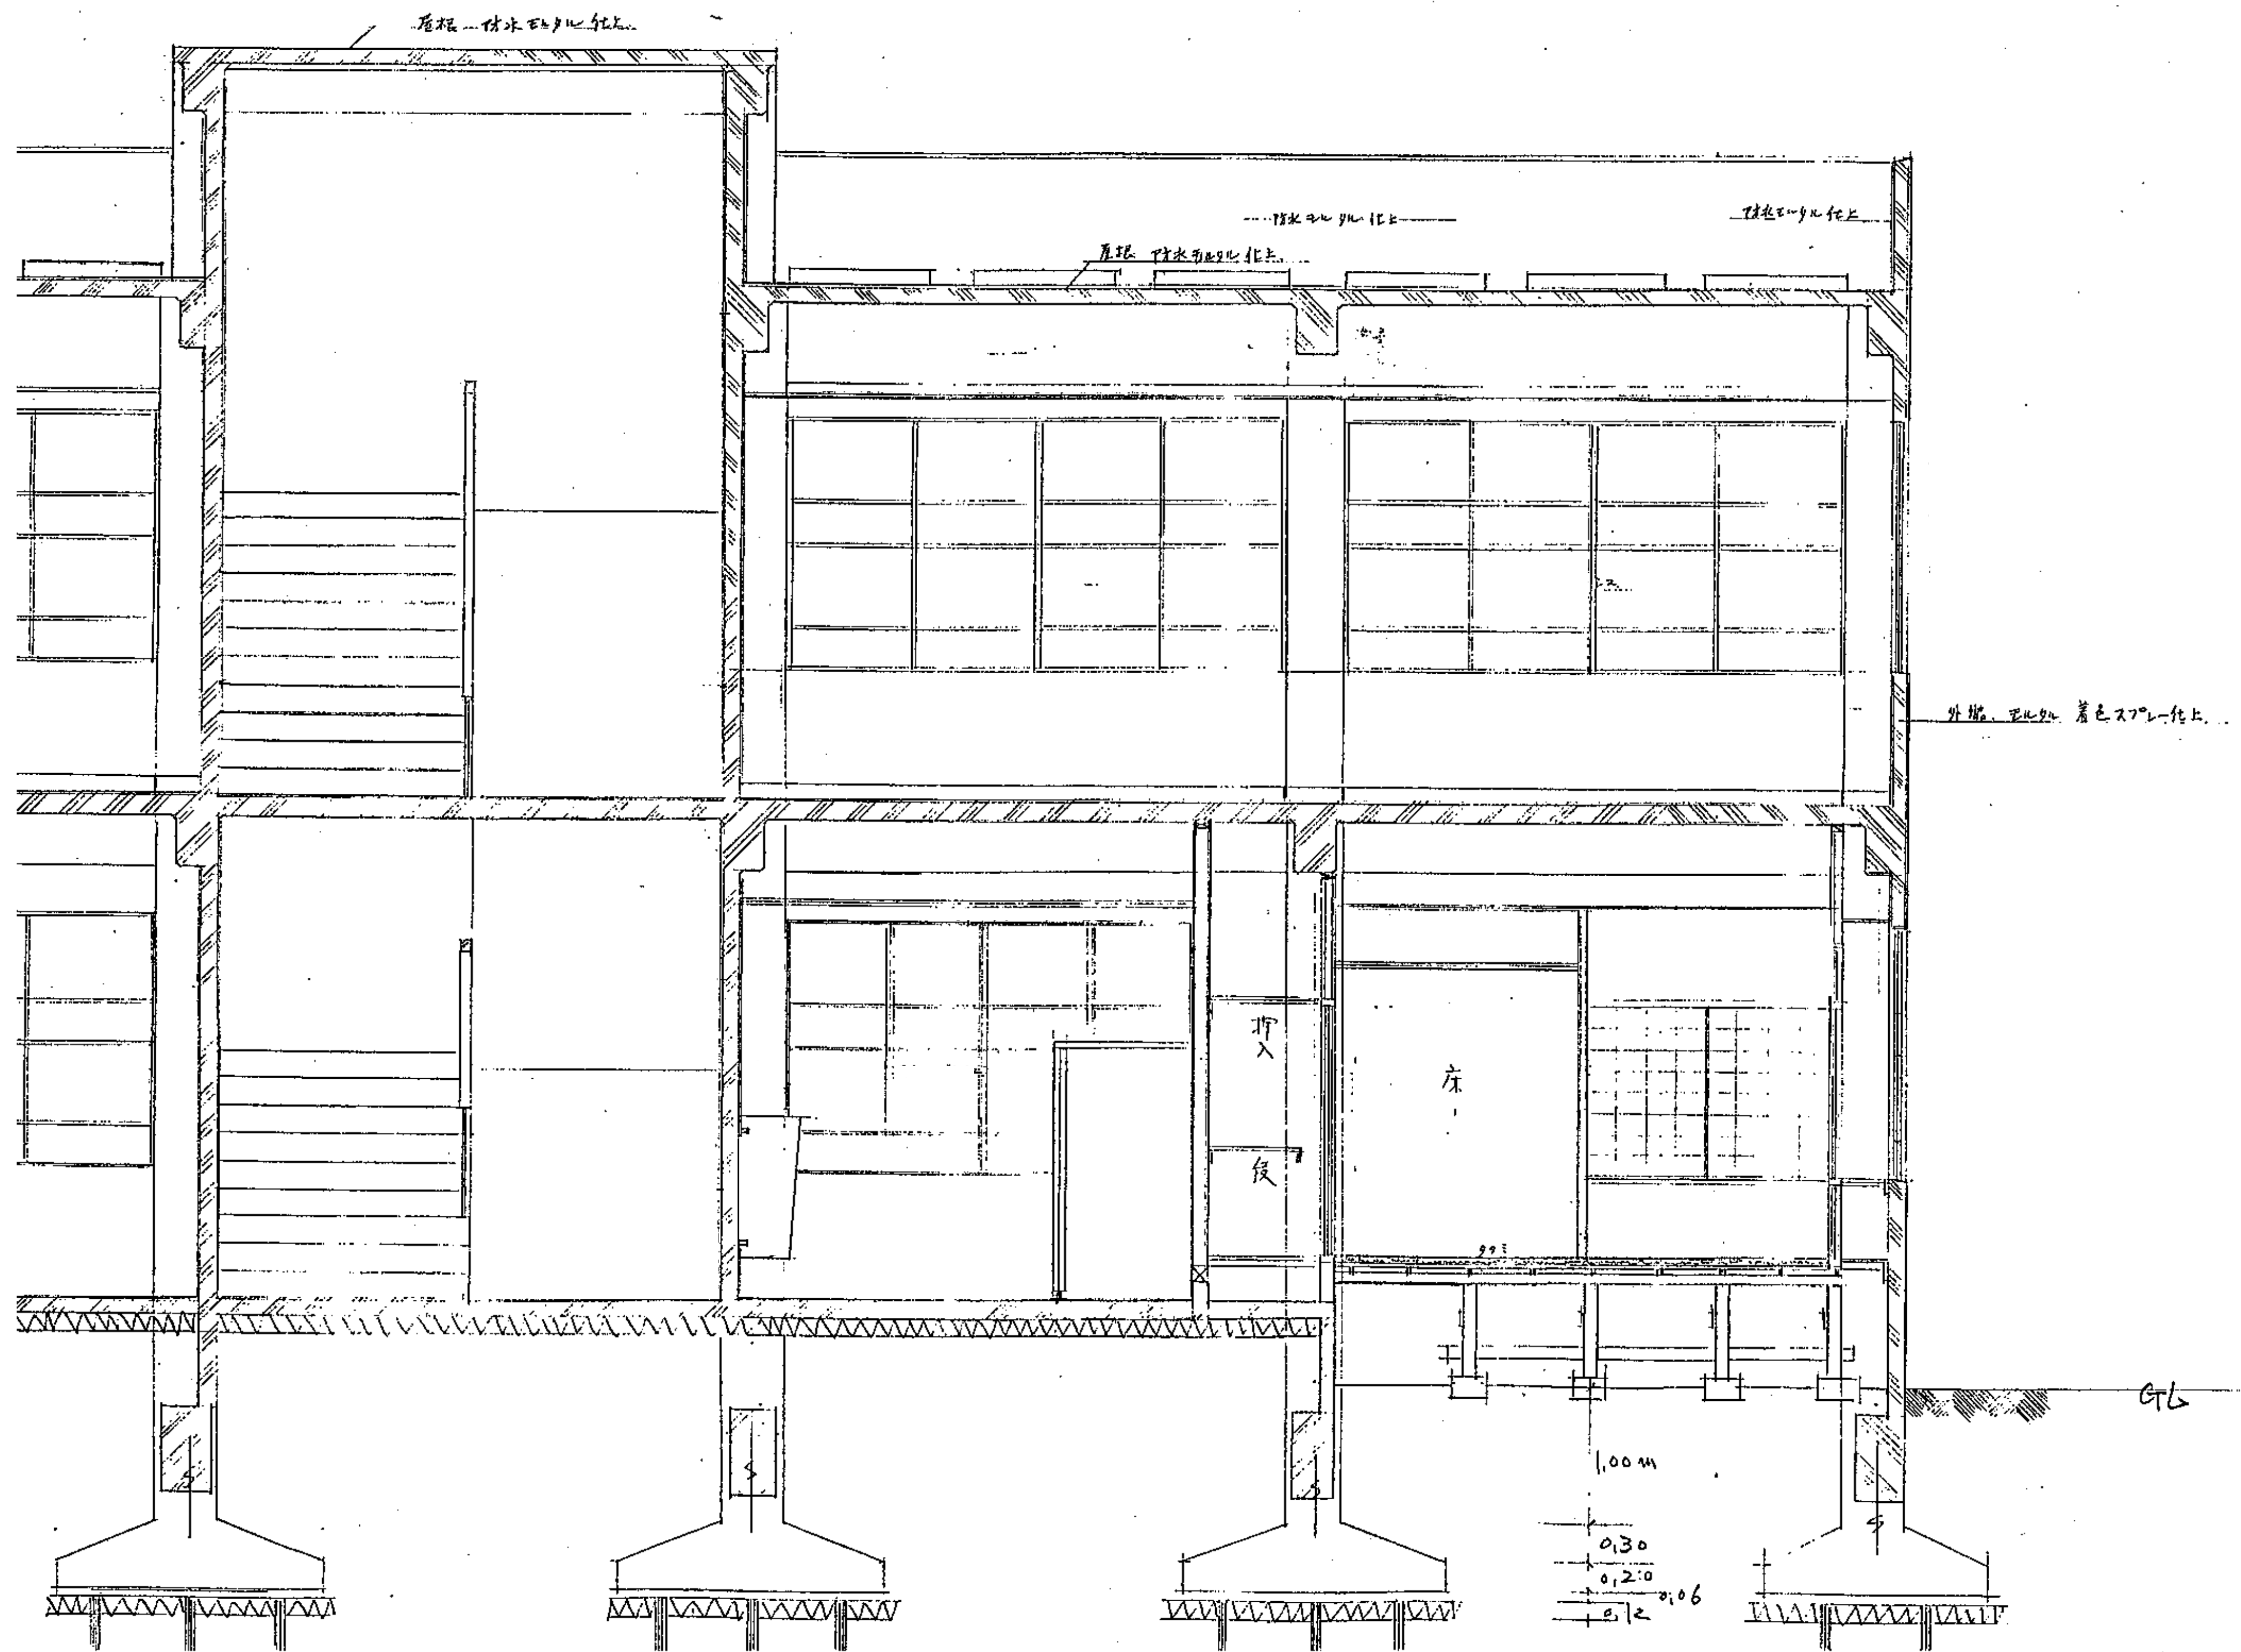 屋根 防水モルタル仕上
防水モルタル仕上
防水モルタル仕上
屋根 防水モルタル仕上
外部 モルタル 着色スプレー仕上
押入
床
タタミ
GL
1,00 m
0,30
0,20
0,06
0,12